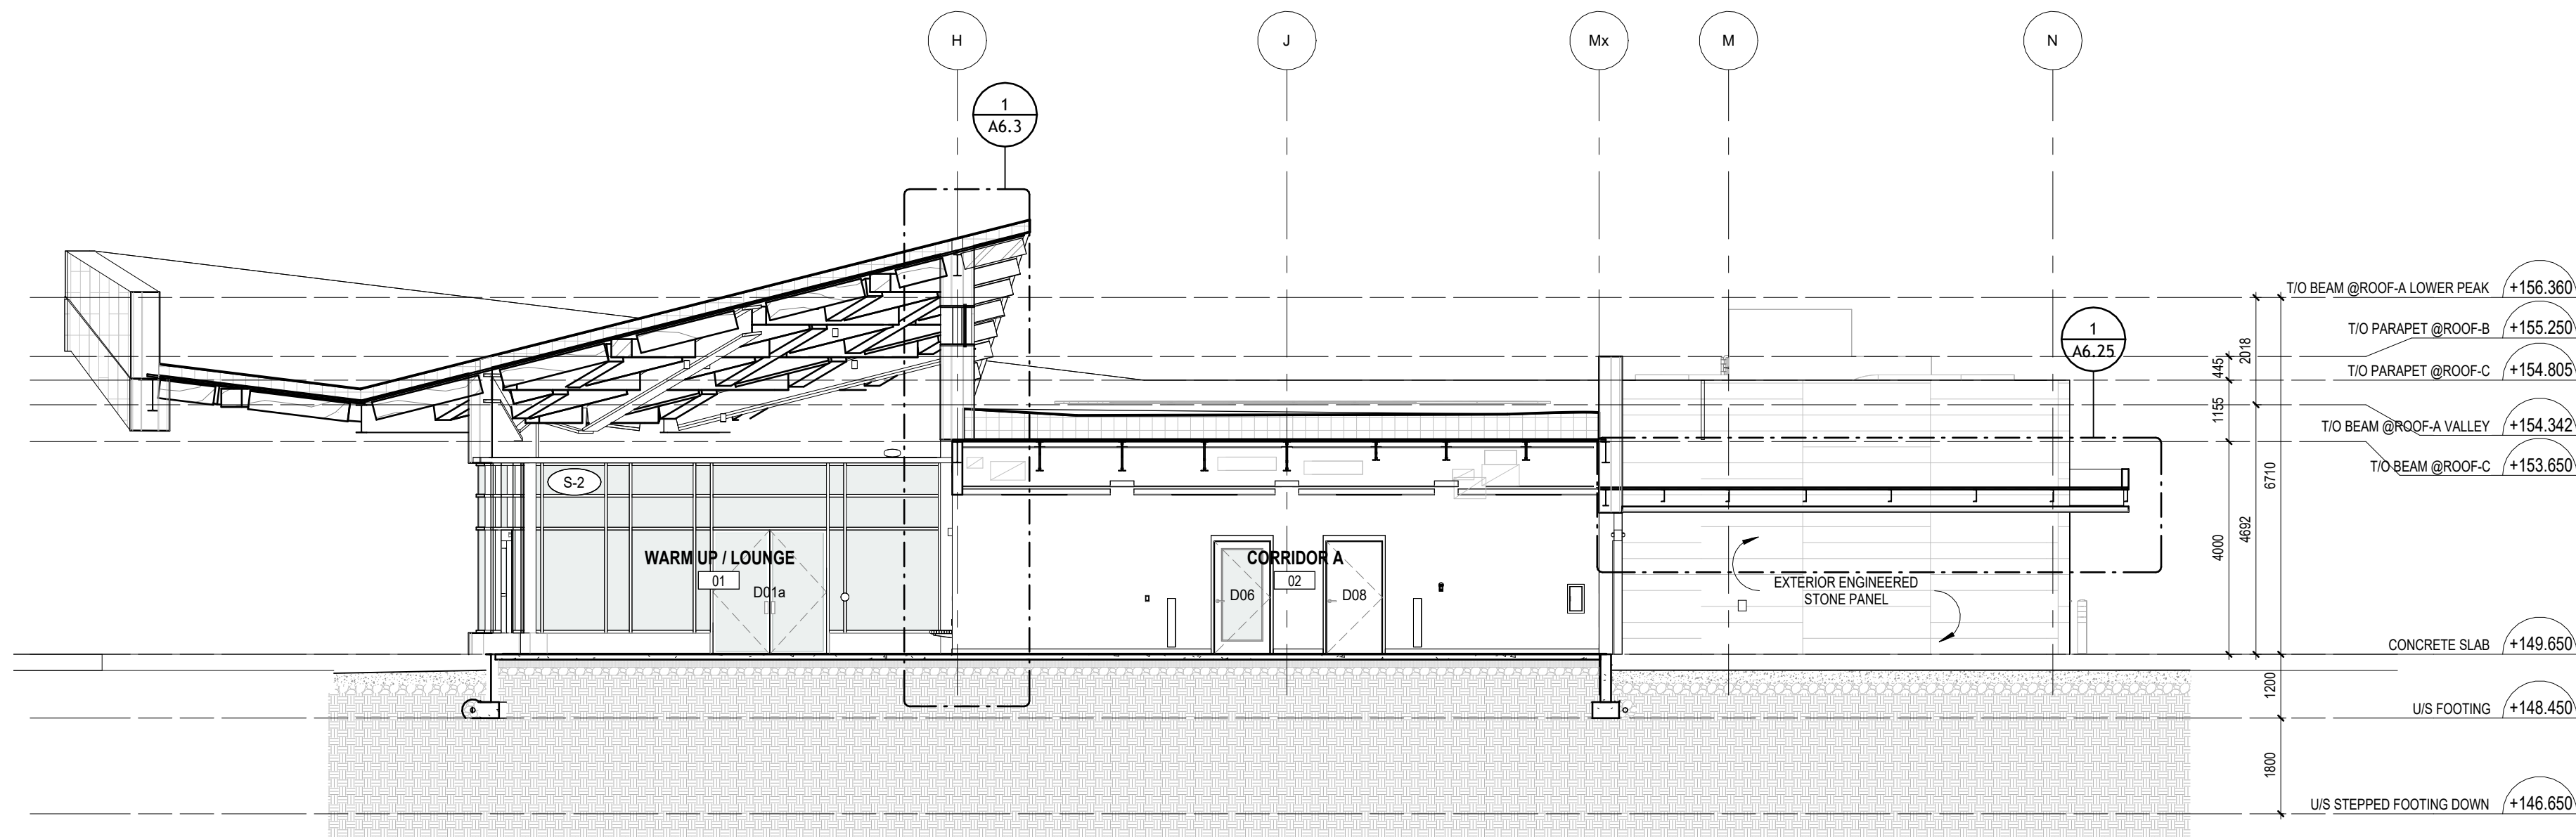 H
J
Mx
M
N
1
A6.3
T/O BEAM @ROOF-A LOWER PEAK +156.360
T/O PARAPET @ROOF-B +155.250
1
A6.25
T/O PARAPET @ROOF-C +154.805
T/O BEAM @ROOF-A VALLEY +154.342
T/O BEAM @ROOF-C +153.650
445
2018
1155
6710
4000
4692
S-2
WARM UP / LOUNGE
01
D01a
CORRIDOR A
02
D06
D08
EXTERIOR ENGINEERED
STONE PANEL
CONCRETE SLAB +149.650
1200
U/S FOOTING +148.450
1800
U/S STEPPED FOOTING DOWN +146.650